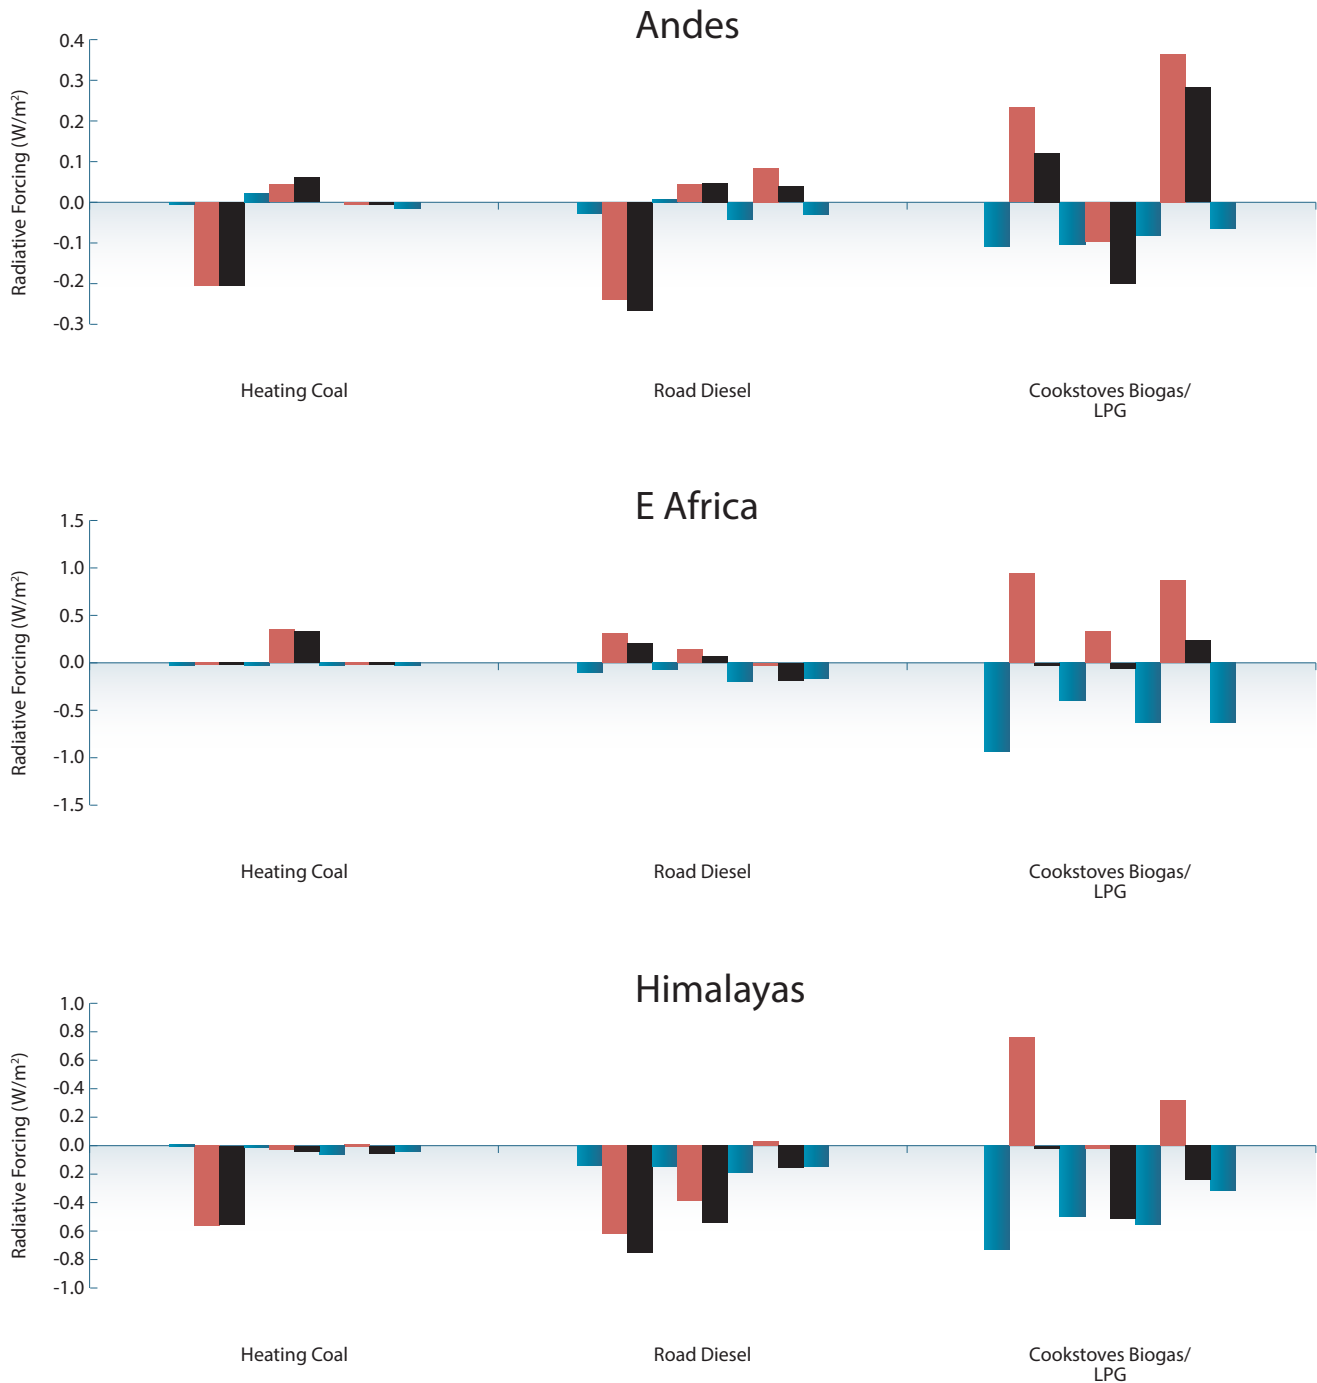 Andes
Radiative Forcing (W/m²)
0.4
0.3
0.2
0.1
0.0
-0.1
-0.2
-0.3
Heating Coal
Road Diesel
Cookstoves Biogas/
LPG
E Africa
Radiative Forcing (W/m²)
1.5
1.0
0.5
0.0
-0.5
-1.0
-1.5
Heating Coal
Road Diesel
Cookstoves Biogas/
LPG
Himalayas
Radiative Forcing (W/m²)
1.0
0.8
0.6
-0.4
0.2
0.0
0.2
-0.4
0.6
-0.8
-1.0
Heating Coal
Road Diesel
Cookstoves Biogas/
LPG